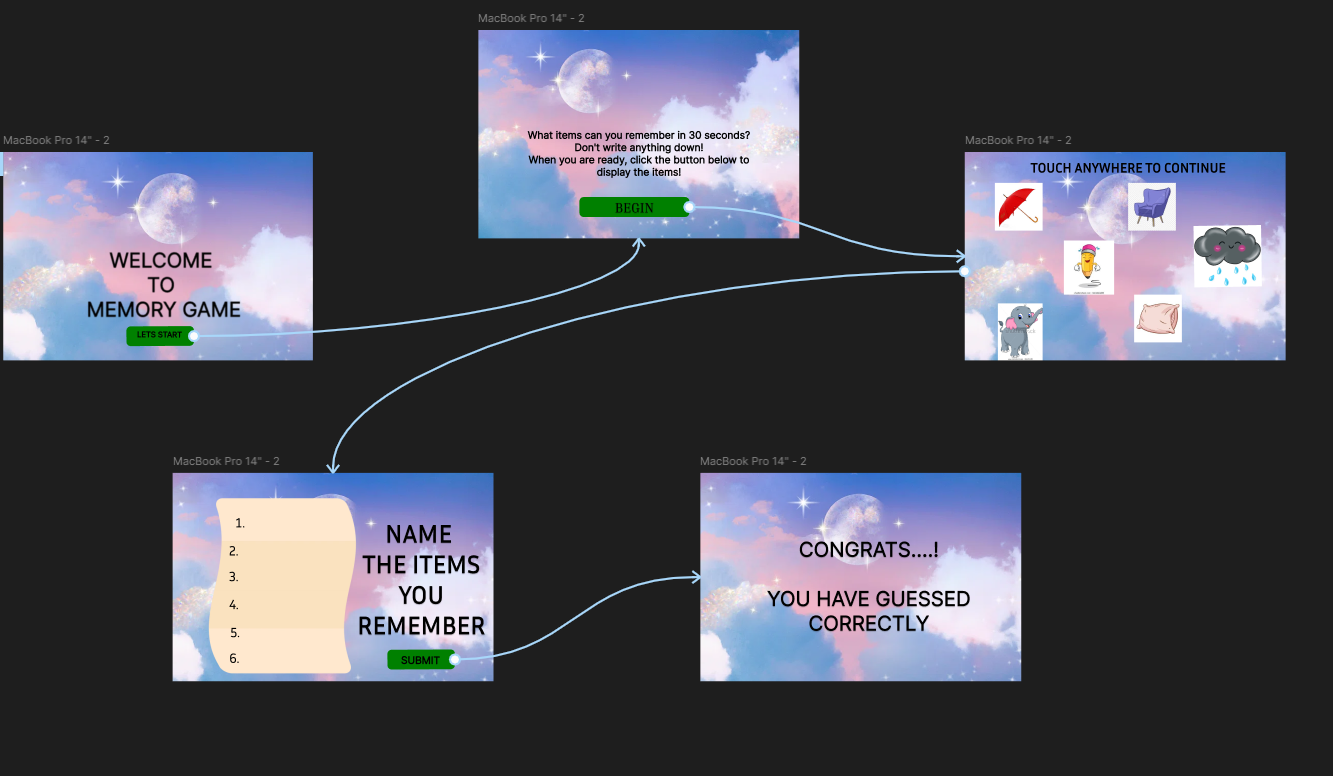 MacBook Pro 14" - 2
What items can you remember in 30 seconds?
Don't write anything down!
When you are ready, click the button below to
display the items!
BEGIN
MacBook Pro 14" - 2
WELCOME
TO
MEMORY GAME
LETS START
MacBook Pro 14" - 2
TOUCH ANYWHERE TO CONTINUE
MacBook Pro 14" - 2
1.
2.
3.
4.
5.
6.
NAME
THE ITEMS
YOU
REMEMBER
SUBMIT
MacBook Pro 14" - 2
CONGRATS....!
YOU HAVE GUESSED
CORRECTLY